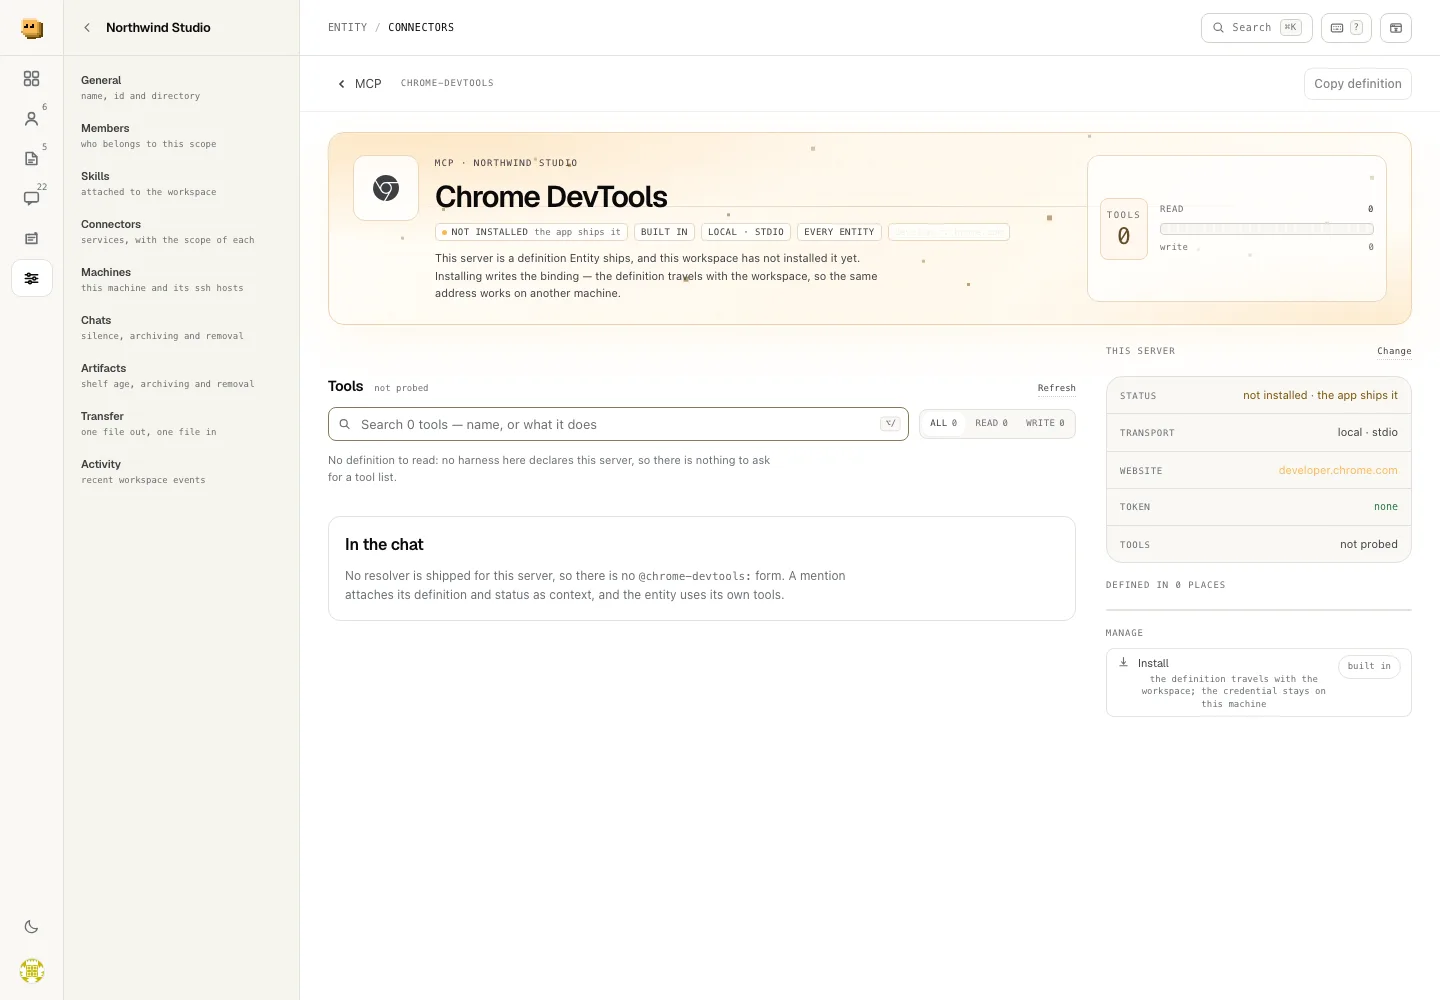 Northwind Studio
ENTITY / CONNECTORS
Search ⌘K
?
6
5
22
General
name, id and directory
Members
who belongs to this scope
Skills
attached to the workspace
Connectors
services, with the scope of each
Machines
this machine and its ssh hosts
Chats
silence, archiving and removal
Artifacts
shelf age, archiving and removal
Transfer
one file out, one file in
Activity
recent workspace events
MCP CHROME-DEVTOOLS
Copy definition
MCP · NORTHWIND STUDIO
Chrome DevTools
NOT INSTALLED the app ships it BUILT IN LOCAL · STDIO EVERY ENTITY
This server is a definition Entity ships, and this workspace has not installed it yet.
Installing writes the binding — the definition travels with the workspace, so the same
address works on another machine.
TOOLS
0
READ 0
write 0
Tools not probed
Refresh
Search 0 tools — name, or what it does ⌥/
ALL 0 READ 0 WRITE 0
No definition to read: no harness here declares this server, so there is nothing to ask
for a tool list.
In the chat
No resolver is shipped for this server, so there is no @chrome-devtools: form. A mention
attaches its definition and status as context, and the entity uses its own tools.
THIS SERVER Change
STATUS not installed · the app ships it
TRANSPORT local · stdio
WEBSITE developer.chrome.com
TOKEN none
TOOLS not probed
DEFINED IN 0 PLACES
MANAGE
Install built in
the definition travels with the
workspace; the credential stays on
this machine